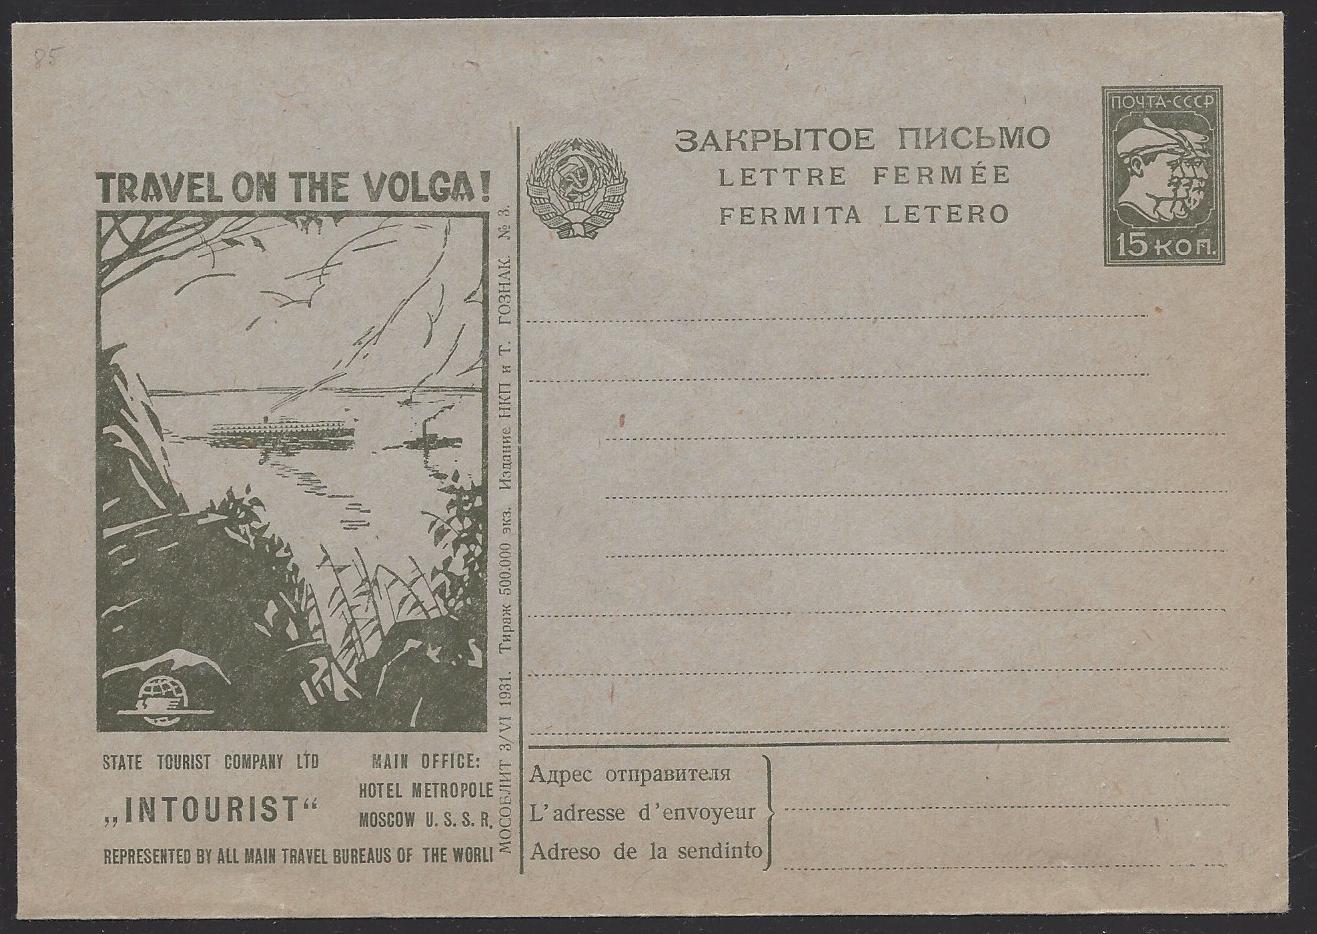 85
TRAVEL ON THE VOLGA!
STATE TOURIST COMPANY LTD
„INTOURIST“
MAIN OFFICE:
HOTEL METROPOLE
MOSCOW U.S.S.R.
REPRESENTED BY ALL MAIN TRAVEL BUREAUS OF THE WORL
МОСОБЛИТ 3/VI 1931. Тираж 500.000 экз. Издание НКП и Т. ГОЗНАК. № 3.
ЗАКРЫТОЕ ПИСЬМО
LETTRE FERMÉE
FERMITA LETERO
ПОЧТА-СССР
15 КОП.
Адрес отправителя
L'adresse d'envoyeur
Adreso de la sendinto